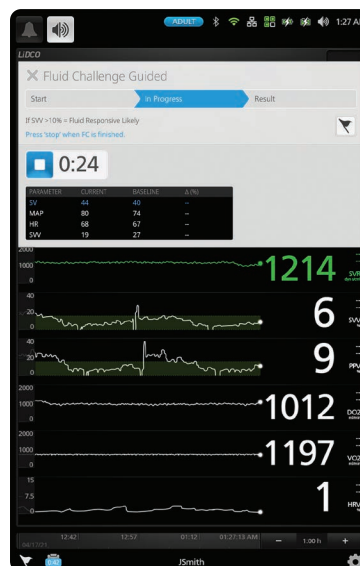 ADULT 1:27 AM
LiDCO
Fluid Challenge Guided
Start In Progress Result
If SVV >10% = Fluid Responsive Likely
Press 'stop' when FC is finished.
0:24
PARAMETER CURRENT BASELINE Δ (%)
SV 44 40 --
MAP 80 74 --
HR 68 67 --
SVV 19 27 --
2000
1000 1214 SVR
0
40
20 6 SVV
0 %
40
20 9 PPV
0 %
2000
1000 1012 DO2
0
2000
1000 1197 VO2
0
15
7.5 1 HRV
0
12:42 12:57 01:12 01:27:13 AM − 1:00 h +
JSmith